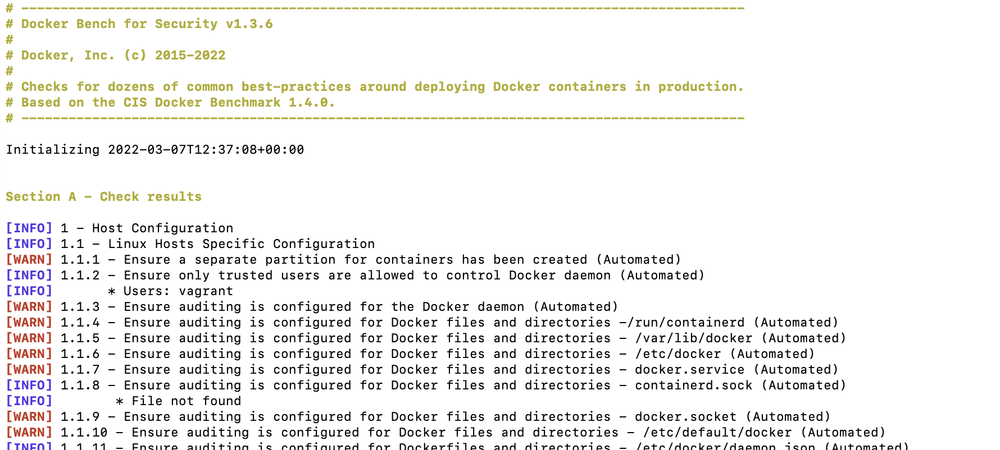 # --------------------------------------------------------------------------------------------
# Docker Bench for Security v1.3.6
#
# Docker, Inc. (c) 2015-2022
#
# Checks for dozens of common best-practices around deploying Docker containers in production.
# Based on the CIS Docker Benchmark 1.4.0.
# --------------------------------------------------------------------------------------------
Initializing 2022-03-07T12:37:08+00:00
Section A - Check results
[INFO] 1 - Host Configuration
[INFO] 1.1 - Linux Hosts Specific Configuration
[WARN] 1.1.1 - Ensure a separate partition for containers has been created (Automated)
[INFO] 1.1.2 - Ensure only trusted users are allowed to control Docker daemon (Automated)
[INFO]       * Users: vagrant
[WARN] 1.1.3 - Ensure auditing is configured for the Docker daemon (Automated)
[WARN] 1.1.4 - Ensure auditing is configured for Docker files and directories -/run/containerd (Automated)
[WARN] 1.1.5 - Ensure auditing is configured for Docker files and directories - /var/lib/docker (Automated)
[WARN] 1.1.6 - Ensure auditing is configured for Docker files and directories - /etc/docker (Automated)
[WARN] 1.1.7 - Ensure auditing is configured for Docker files and directories - docker.service (Automated)
[INFO] 1.1.8 - Ensure auditing is configured for Docker files and directories - containerd.sock (Automated)
[INFO]        * File not found
[WARN] 1.1.9 - Ensure auditing is configured for Docker files and directories - docker.socket (Automated)
[WARN] 1.1.10 - Ensure auditing is configured for Docker files and directories - /etc/default/docker (Automated)
[INFO] 1.1.11 - Ensure auditing is configured for Dockerfiles and directories - /etc/docker/daemon.json (Automated)